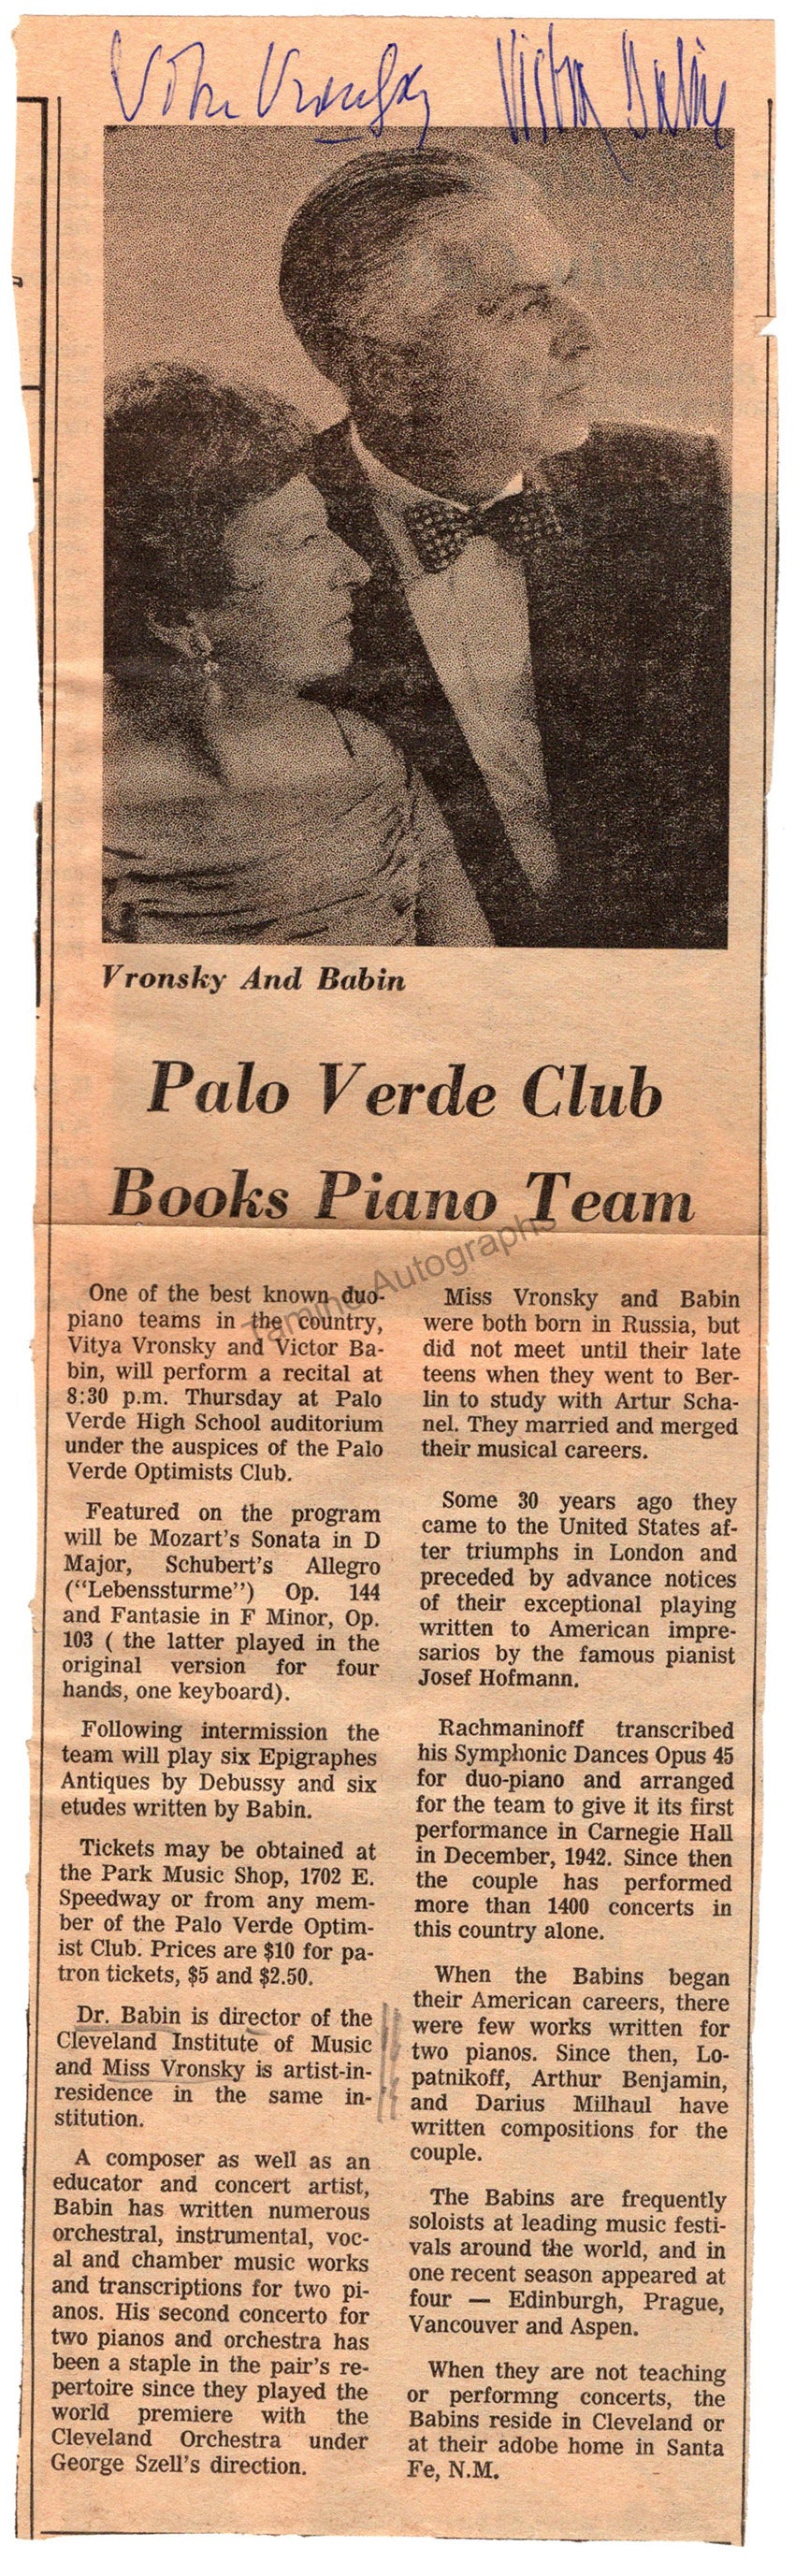 Vitya Vronsky Victor Babin
Vronsky And Babin
Palo Verde Club
Books Piano Team
Tamino Autographs
One of the best known duo-
piano teams in the country,
Vitya Vronsky and Victor Ba-
bin, will perform a recital at
8:30 p.m. Thursday at Palo
Verde High School auditorium
under the auspices of the Palo
Verde Optimists Club.
Featured on the program
will be Mozart's Sonata in D
Major, Schubert's Allegro
("Lebenssturme") Op. 144
and Fantasie in F Minor, Op.
103 ( the latter played in the
original version for four
hands, one keyboard).
Following intermission the
team will play six Epigraphes
Antiques by Debussy and six
etudes written by Babin.
Tickets may be obtained at
the Park Music Shop, 1702 E.
Speedway or from any mem-
ber of the Palo Verde Optim-
ist Club. Prices are $10 for pa-
tron tickets, $5 and $2.50.
Dr. Babin is director of the
Cleveland Institute of Music
and Miss Vronsky is artist-in-
residence in the same in-
stitution.
A composer as well as an
educator and concert artist,
Babin has written numerous
orchestral, instrumental, voc-
al and chamber music works
and transcriptions for two pi-
anos. His second concerto for
two pianos and orchestra has
been a staple in the pair's re-
pertoire since they played the
world premiere with the
Cleveland Orchestra under
George Szell's direction.
Miss Vronsky and Babin
were both born in Russia, but
did not meet until their late
teens when they went to Ber-
lin to study with Artur Scha-
nel. They married and merged
their musical careers.
Some 30 years ago they
came to the United States af-
ter triumphs in London and
preceded by advance notices
of their exceptional playing
written to American impre-
sarios by the famous pianist
Josef Hofmann.
Rachmaninoff transcribed
his Symphonic Dances Opus 45
for duo-piano and arranged
for the team to give it its first
performance in Carnegie Hall
in December, 1942. Since then
the couple has performed
more than 1400 concerts in
this country alone.
When the Babins began
their American careers, there
were few works written for
two pianos. Since then, Lo-
patnikoff, Arthur Benjamin,
and Darius Milhaul have
written compositions for the
couple.
The Babins are frequently
soloists at leading music festi-
vals around the world, and in
one recent season appeared at
four — Edinburgh, Prague,
Vancouver and Aspen.
When they are not teaching
or performng concerts, the
Babins reside in Cleveland or
at their adobe home in Santa
Fe, N.M.